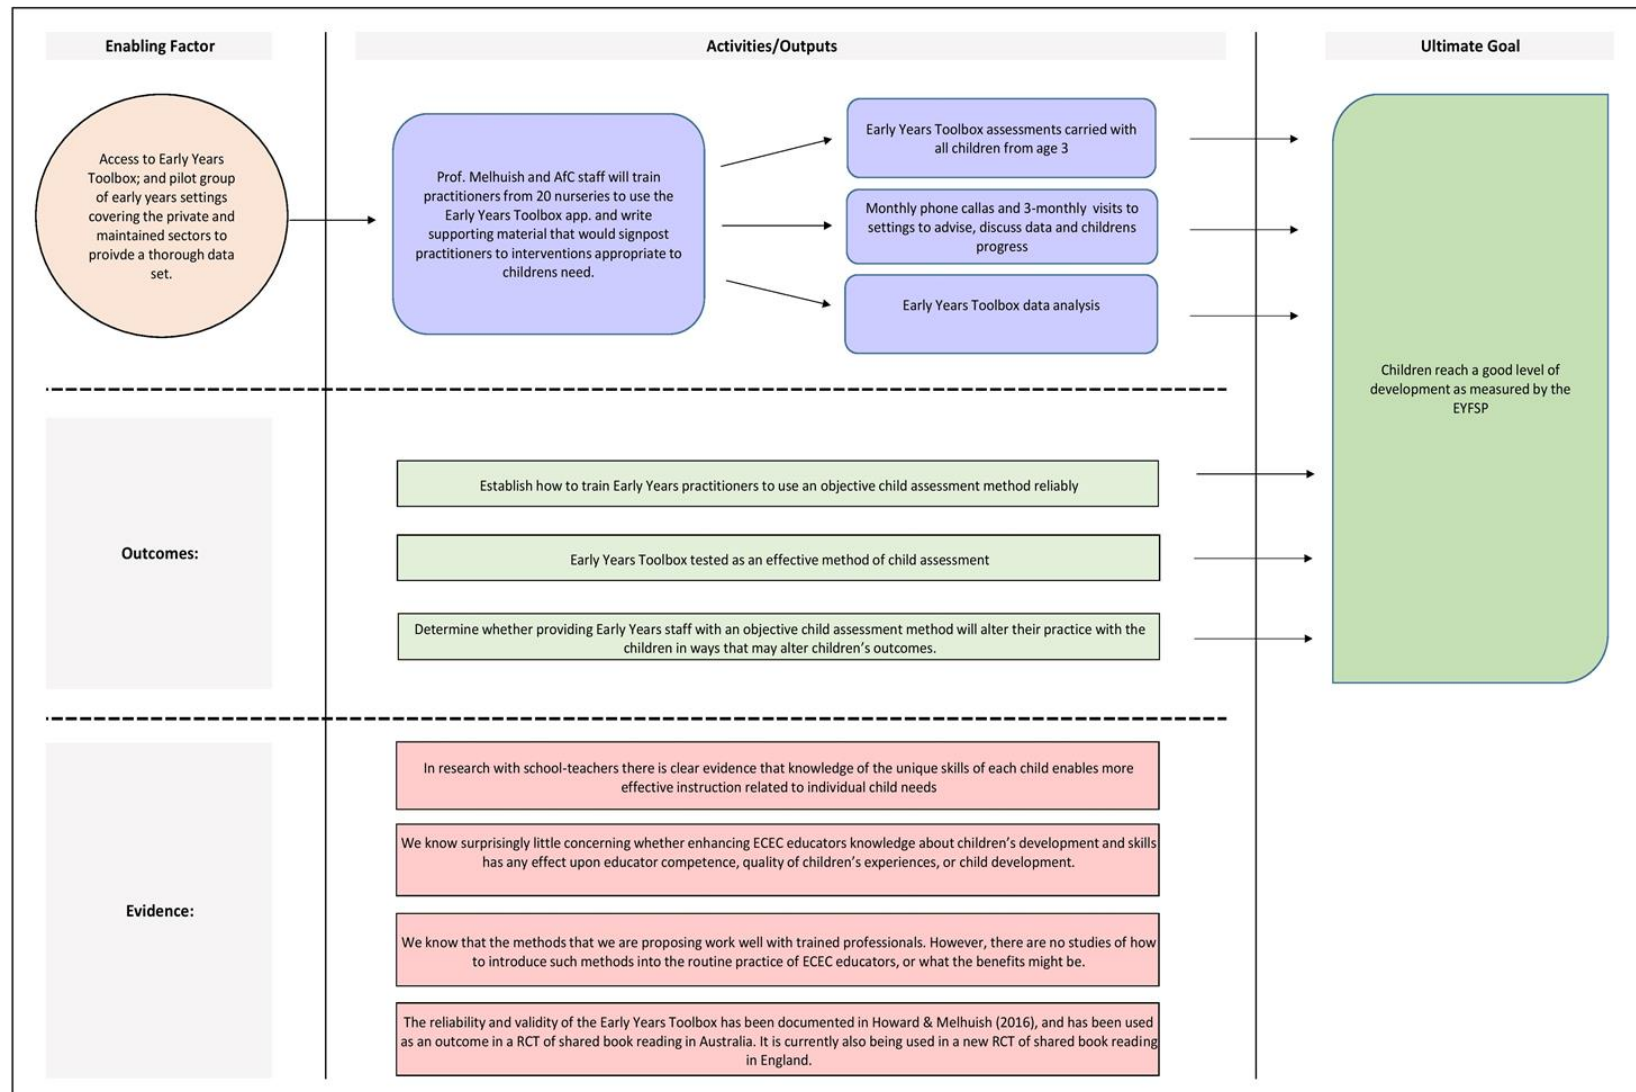 Enabling Factor
Activities/Outputs
Ultimate Goal
Access to Early Years
Toolbox; and pilot group
of early years settings
covering the private and
maintained sectors to
proivde a thorough data
set.
Prof. Melhuish and AfC staff will train
practitioners from 20 nurseries to use the
Early Years Toolbox app. and write
supporting material that would signpost
practitioners to interventions appropriate to
childrens need.
Early Years Toolbox assessments carried with
all children from age 3
Monthly phone callas and 3-monthly visits to
settings to advise, discuss data and childrens
progress
Early Years Toolbox data analysis
Children reach a good level of
development as measured by the
EYFSP
Outcomes:
Establish how to train Early Years practitioners to use an objective child assessment method reliably
Early Years Toolbox tested as an effective method of child assessment
Determine whether providing Early Years staff with an objective child assessment method will alter their practice with the
children in ways that may alter children’s outcomes.
Evidence:
In research with school-teachers there is clear evidence that knowledge of the unique skills of each child enables more
effective instruction related to individual child needs
We know surprisingly little concerning whether enhancing ECEC educators knowledge about children’s development and skills
has any effect upon educator competence, quality of children’s experiences, or child development.
We know that the methods that we are proposing work well with trained professionals. However, there are no studies of how
to introduce such methods into the routine practice of ECEC educators, or what the benefits might be.
The reliability and validity of the Early Years Toolbox has been documented in Howard & Melhuish (2016), and has been used
as an outcome in a RCT of shared book reading in Australia. It is currently also being used in a new RCT of shared book reading
in England.